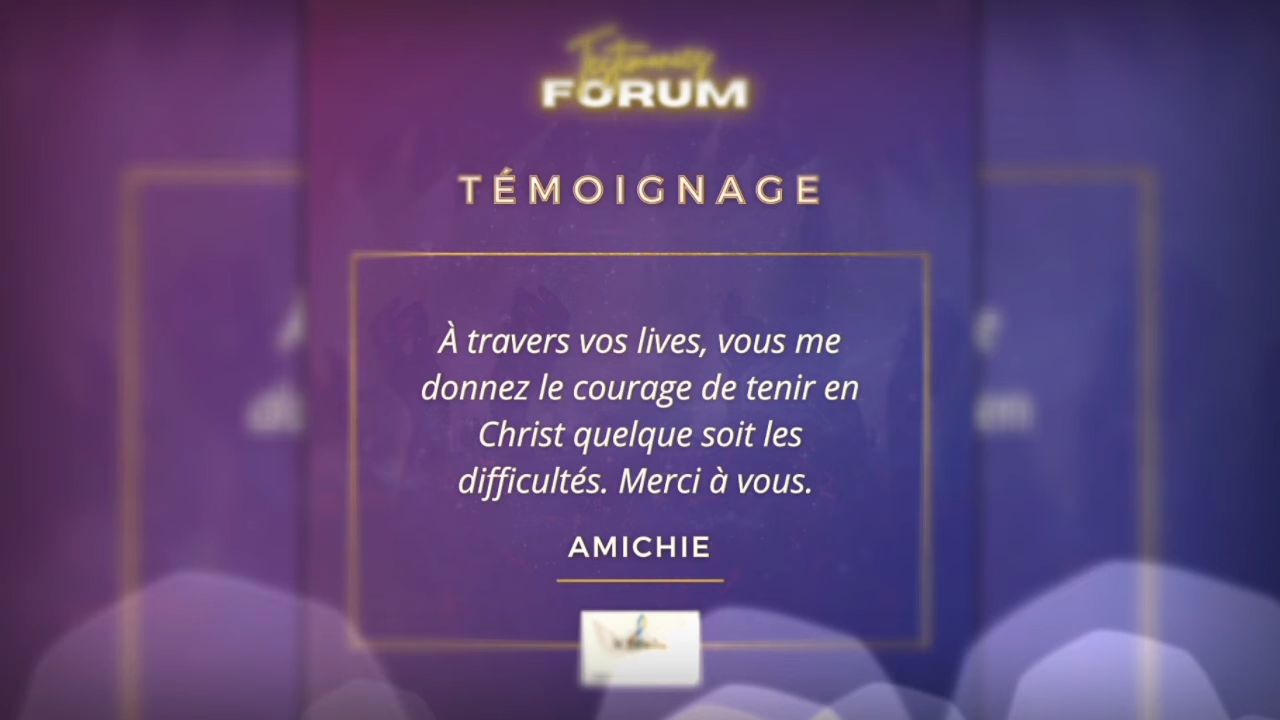 Testimonies
FORUM
TÉMOIGNAGE
À travers vos lives, vous me
donnez le courage de tenir en
Christ quelque soit les
difficultés. Merci à vous.
AMICHIE